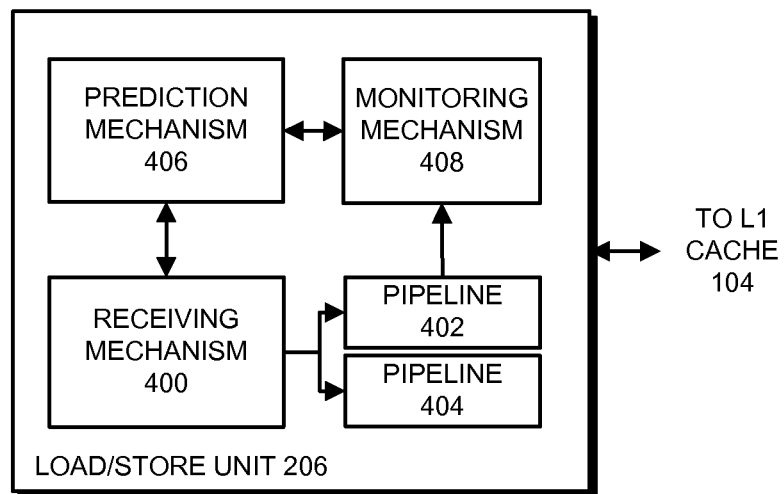 PREDICTION
MECHANISM
406
MONITORING
MECHANISM
408
RECEIVING
MECHANISM
400
PIPELINE
402
PIPELINE
404
LOAD/STORE UNIT 206
TO L1
CACHE
104